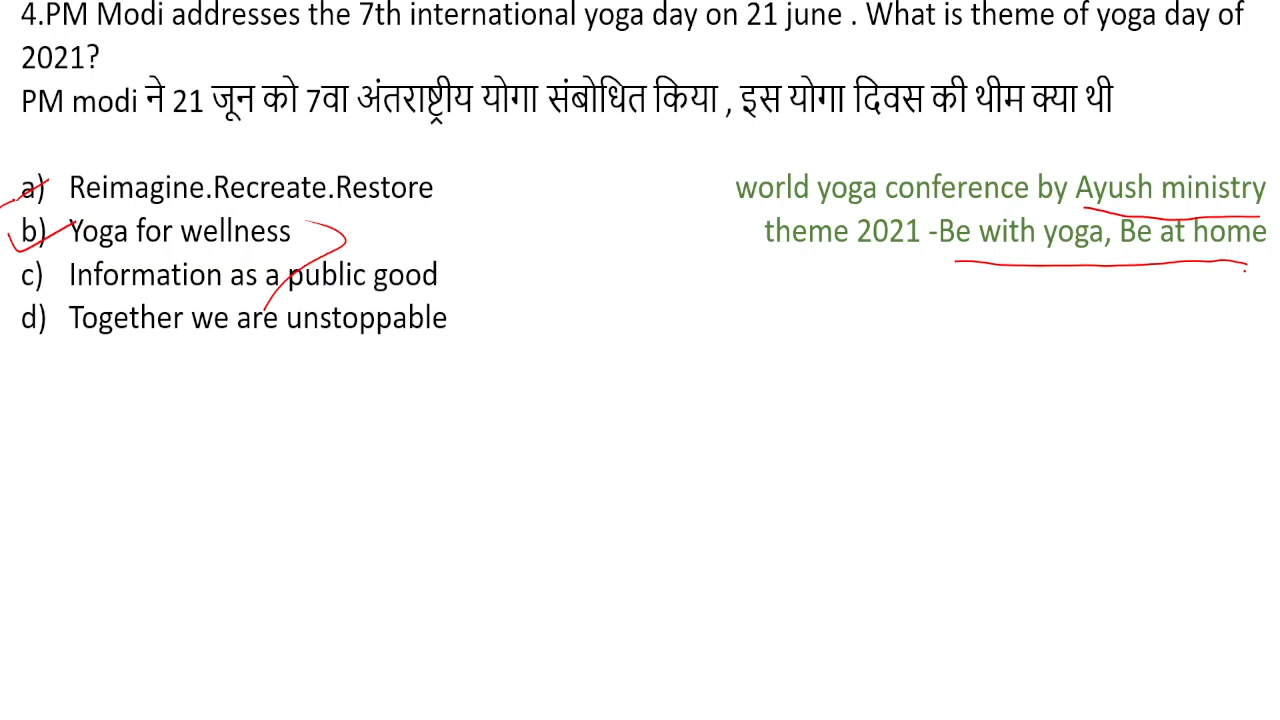 4.PM Modi addresses the 7th international yoga day on 21 june . What is theme of yoga day of
2021?
PM modi ने 21 जून को 7वा अंतराष्ट्रीय योगा संबोधित किया , इस योगा दिवस की थीम क्या थी
a) Reimagine.Recreate.Restore
b) Yoga for wellness
c) Information as a public good
d) Together we are unstoppable
world yoga conference by Ayush ministry
theme 2021 -Be with yoga, Be at home